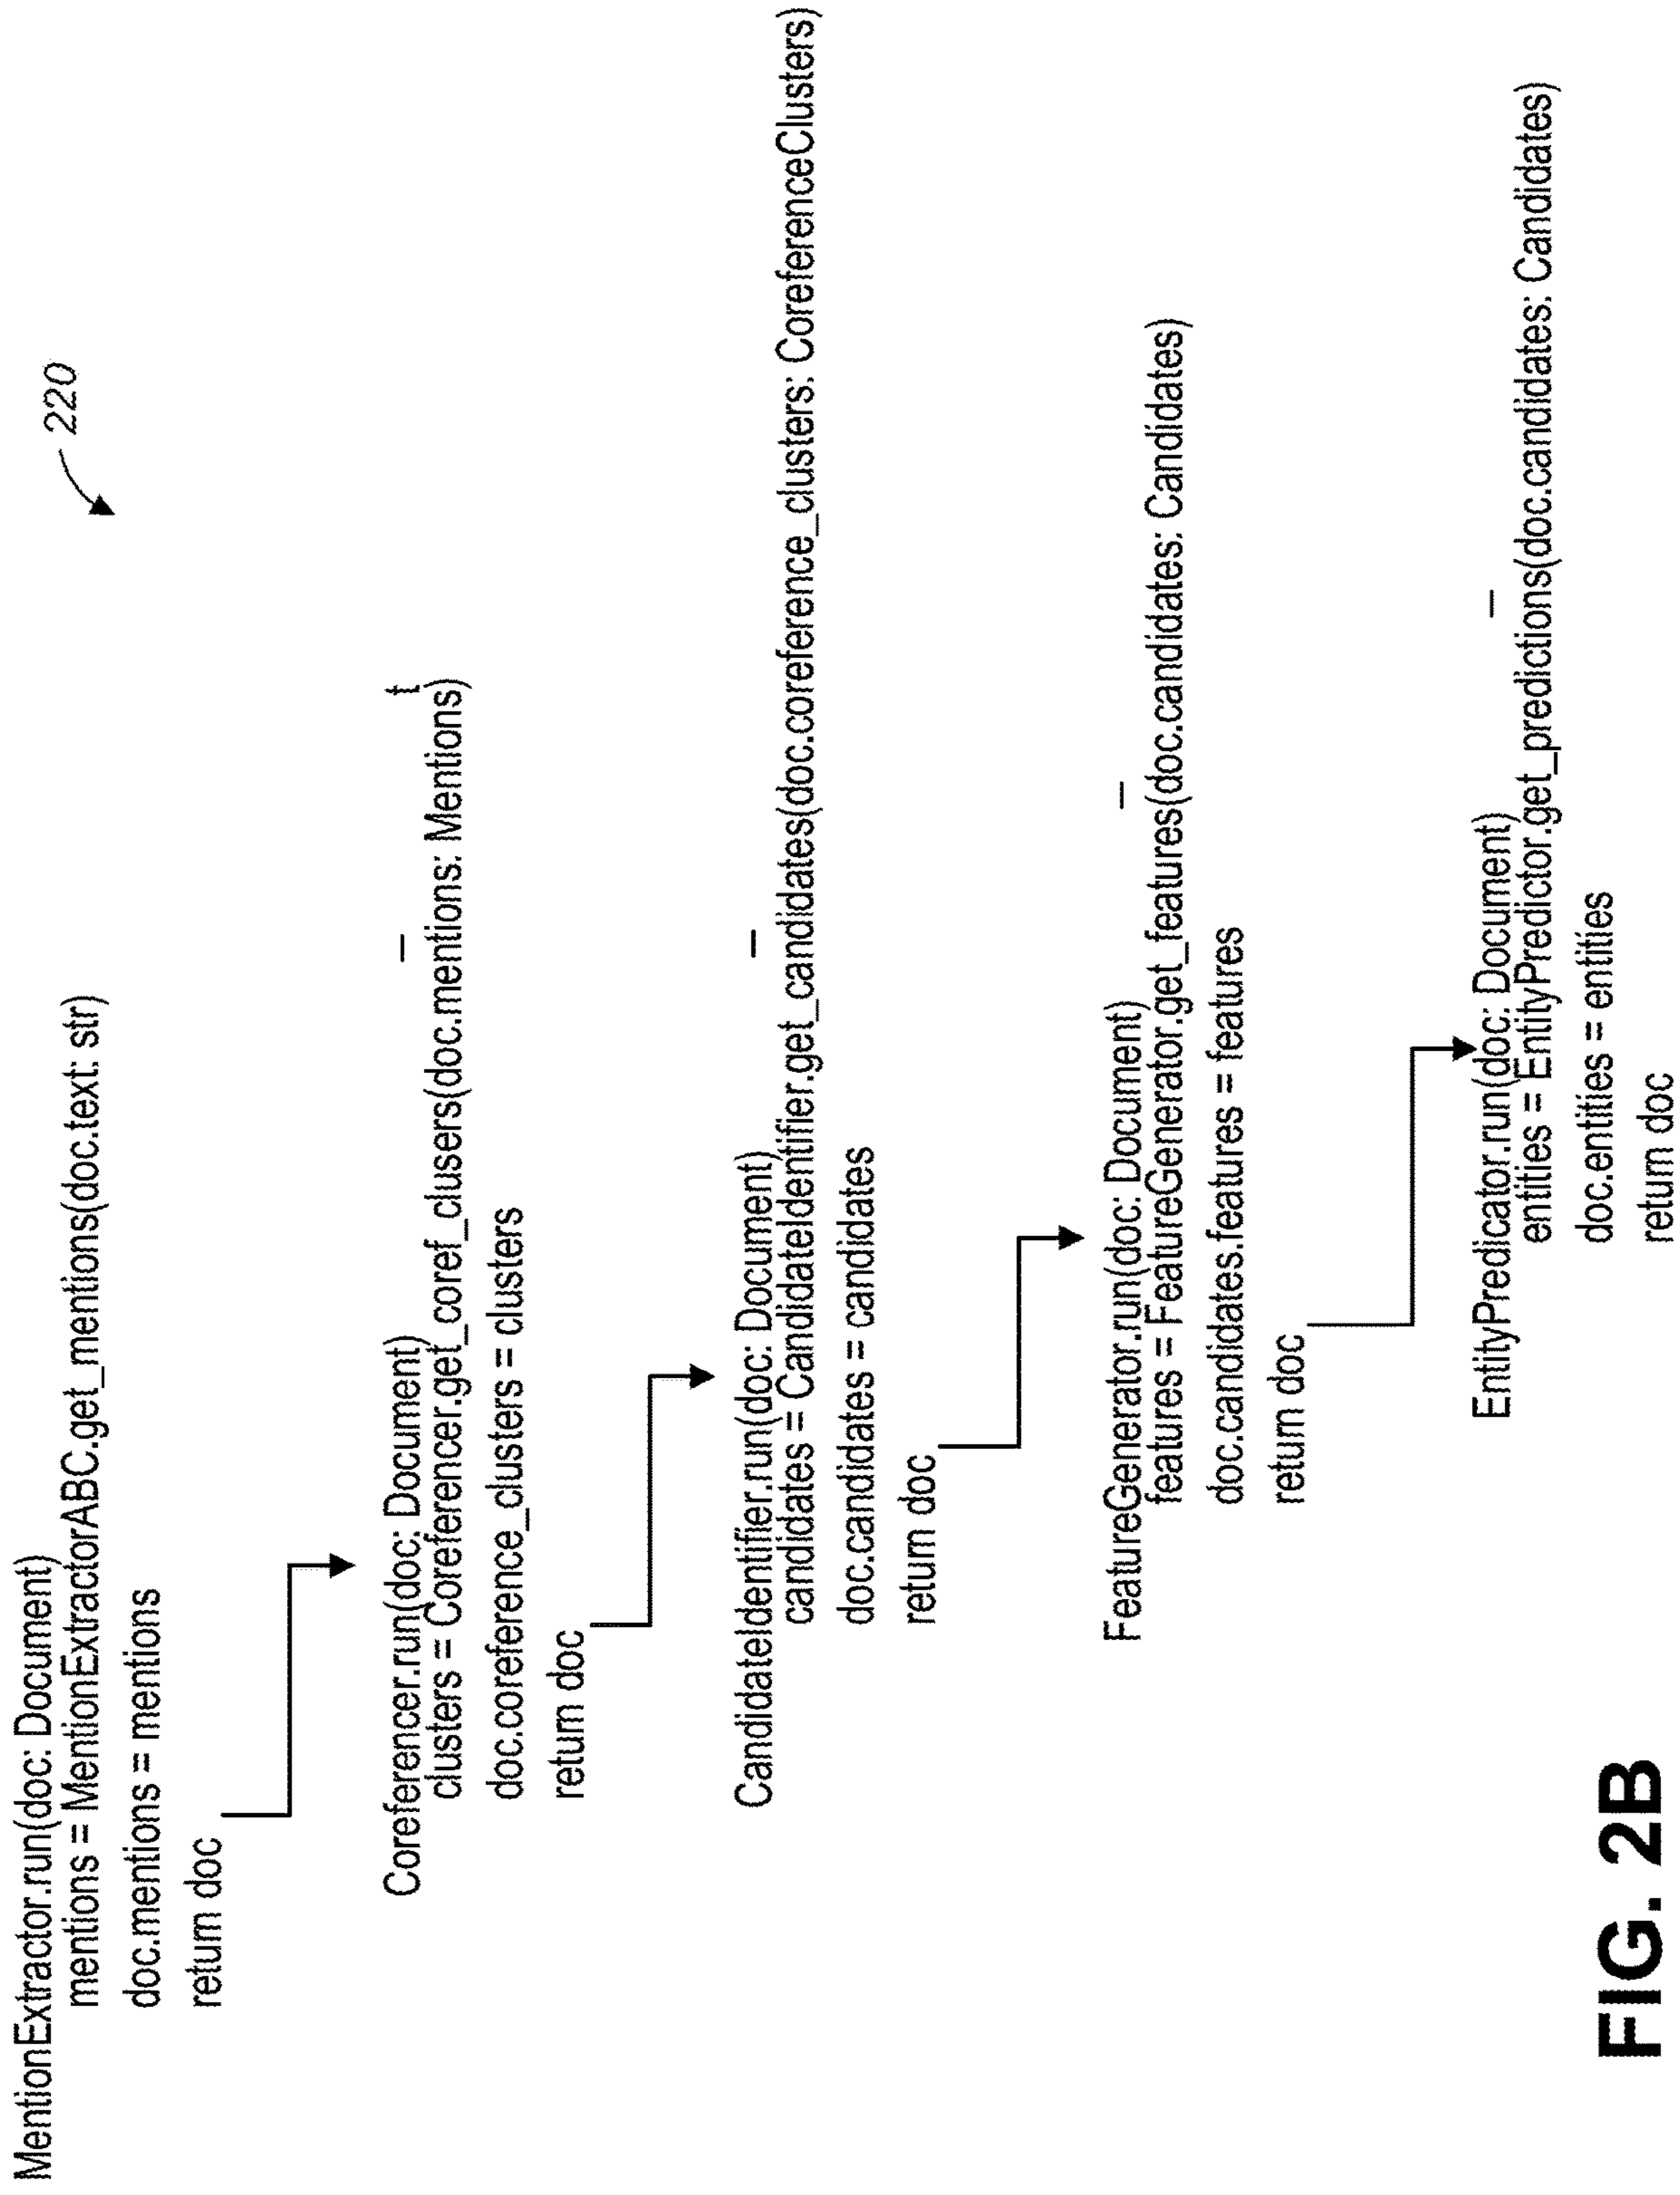 220
MentionExtractor.run(doc: Document)
mentions = MentionExtractorABC.get_mentions(doc.text: str)
doc.mentions = mentions
return doc
Coreferencer.run(doc: Document)
t
clusters = Coreferencer.get_coref_clusers(doc.mentions: Mentions)
doc.coreference_clusters = clusters
return doc
CandidateIdentifier.run(doc: Document)
candidates = CandidateIdentifier.get_candidates(doc.coreference_clusters: CoreferenceClusters)
doc.candidates = candidates
return doc
FeatureGenerator.run(doc: Document)
features = FeatureGenerator.get_features(doc.candidates: Candidates)
doc.candidates.features = features
return doc
EntityPredicator.run(doc: Document)
entities = EntityPredictor.get_predictions(doc.candidates: Candidates)
doc.entities = entities
return doc
FIG. 2B